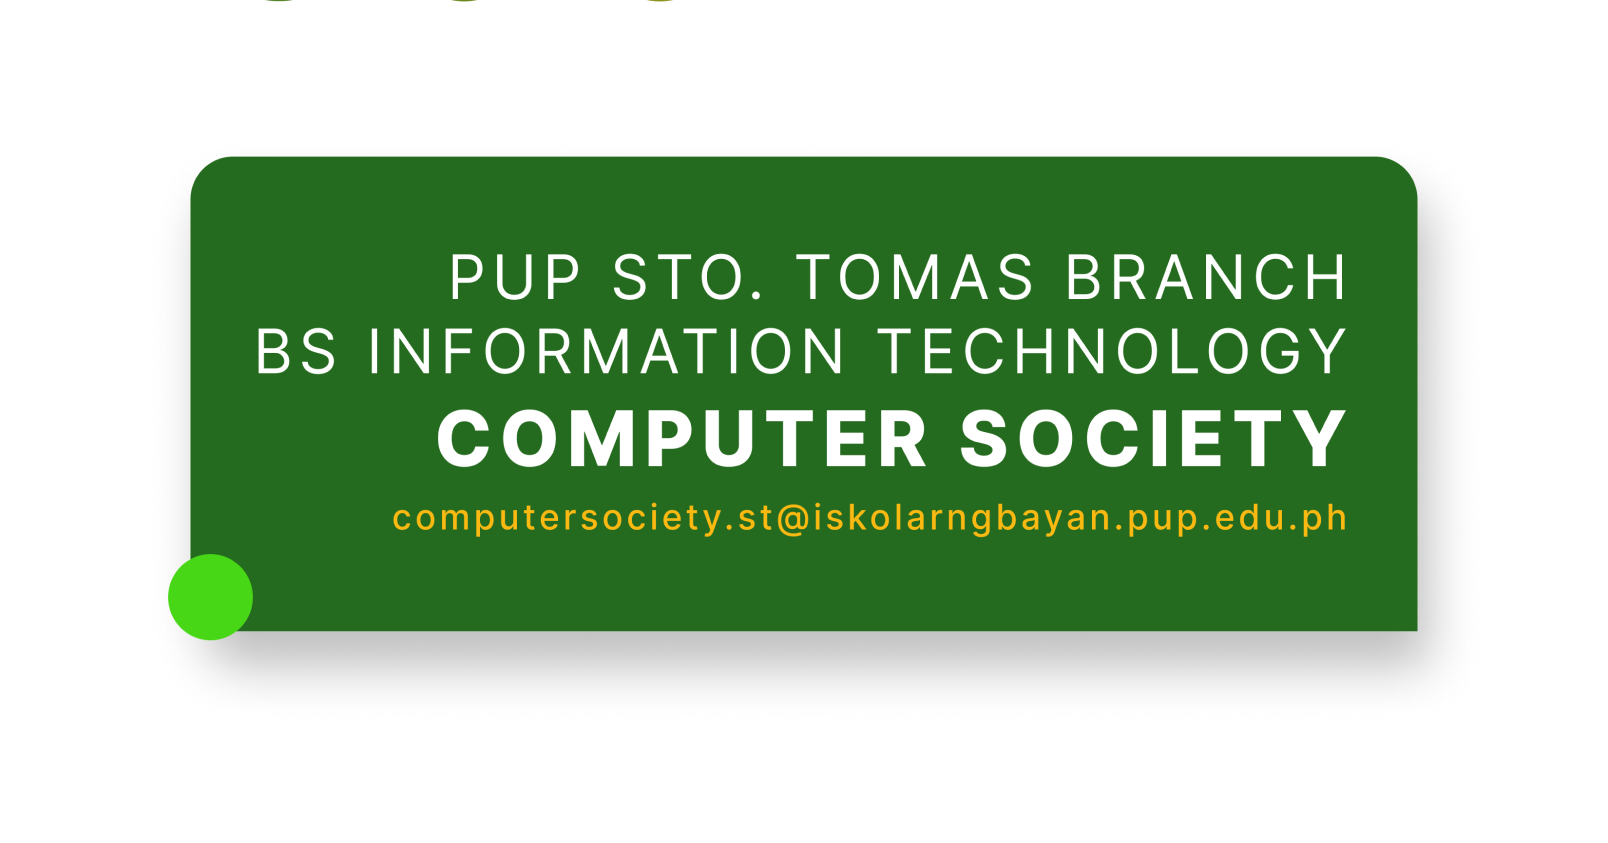 PUP STO. TOMAS BRANCH
BS INFORMATION TECHNOLOGY
COMPUTER SOCIETY
computersociety.st@iskolarngbayan.pup.edu.ph